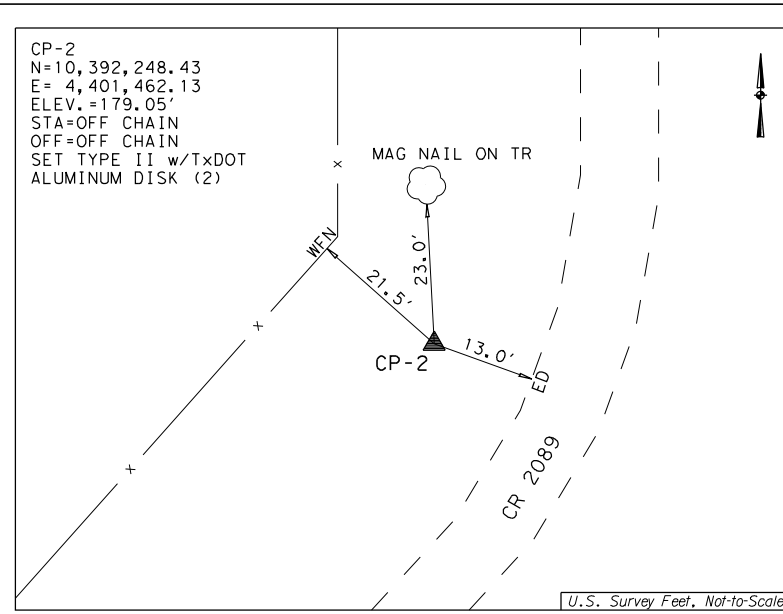 CP-2
N=10,392,248.43
E= 4,401,462.13
ELEV.=179.05'
STA=OFF CHAIN
OFF=OFF CHAIN
SET TYPE II w/TxDOT
ALUMINUM DISK (2)
MAG NAIL ON TR
WFN
23.0'
21.5'
13.0'
CP-2
ED
CR 2089
x
x
x
U.S. Survey Feet, Not-to-Scale